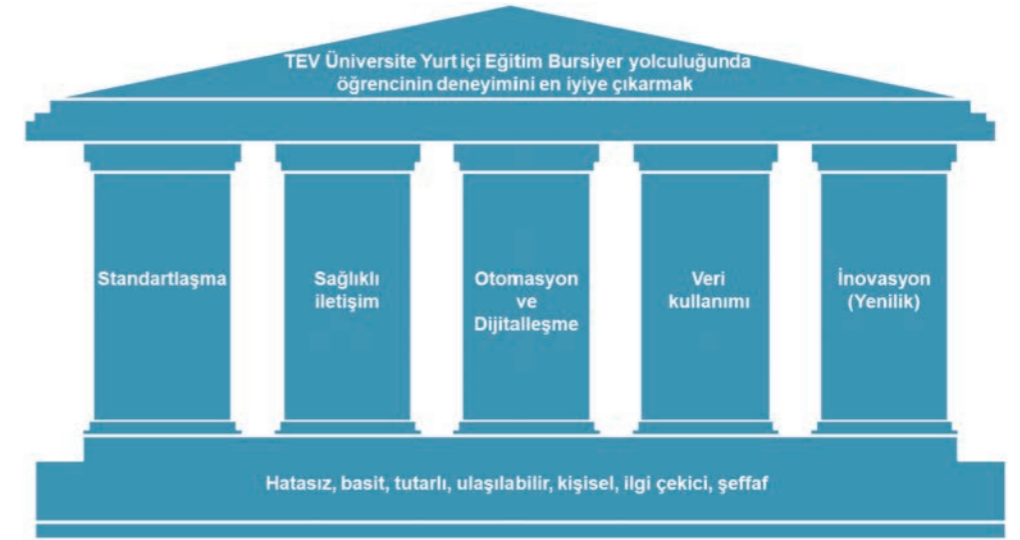 TEV Üniversite Yurt içi Eğitim Bursiyer yolculuğunda
öğrencinin deneyimini en iyiye çıkarmak
Standartlaşma
Sağlıklı
iletişim
Otomasyon
ve
Dijitalleşme
Veri
kullanımı
İnovasyon
(Yenilik)
Hatasız, basit, tutarlı, ulaşılabilir, kişisel, ilgi çekici, şeffaf